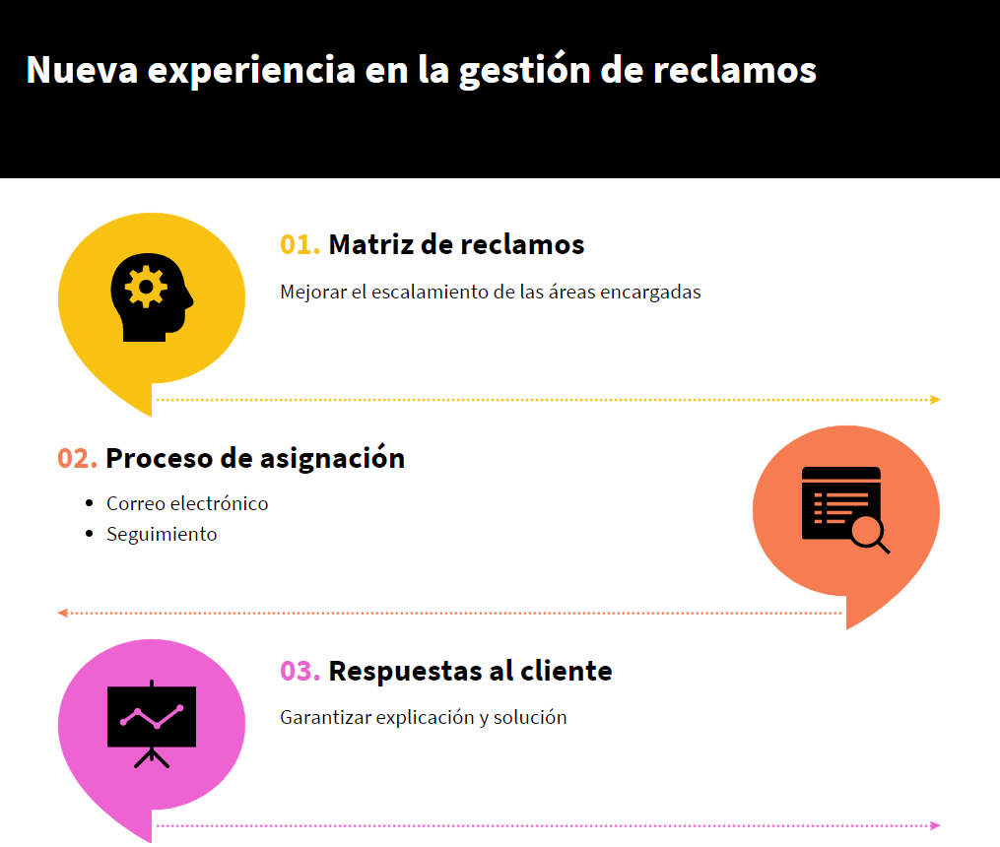 Nueva experiencia en la gestión de reclamos
01. Matriz de reclamos
Mejorar el escalamiento de las áreas encargadas
02. Proceso de asignación
• Correo electrónico
• Seguimiento
03. Respuestas al cliente
Garantizar explicación y solución